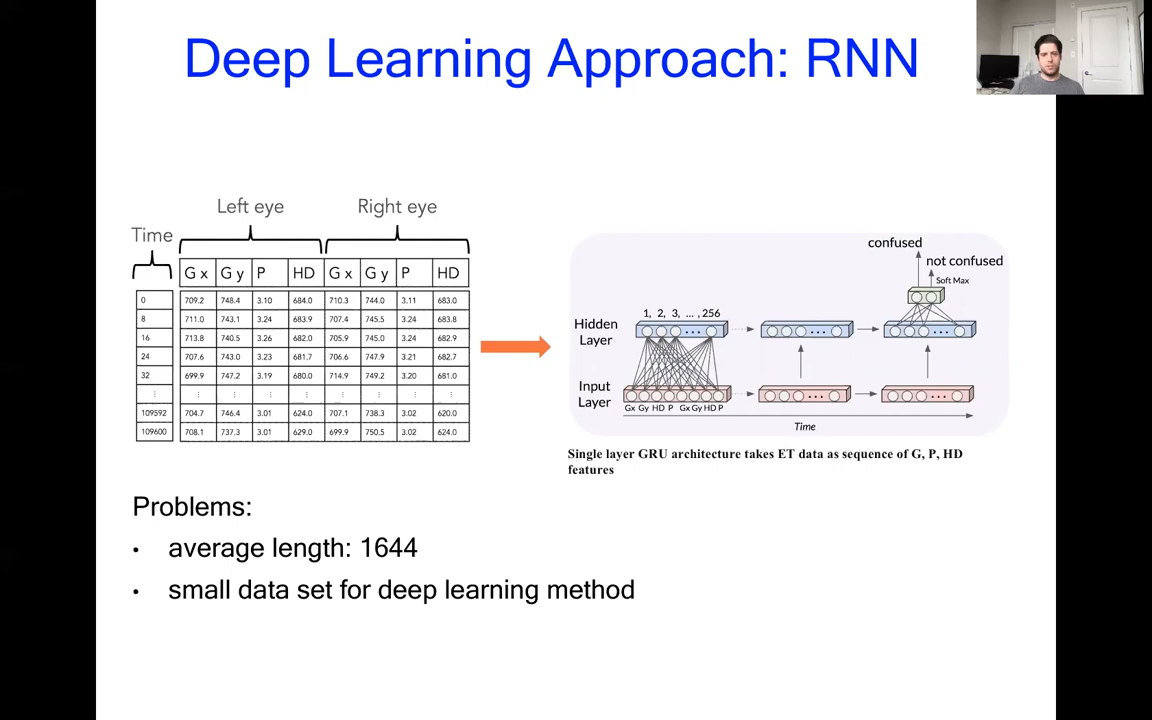 Deep Learning Approach: RNN
Left eye Right eye
Time
G x G y P HD G x G y P HD
0 709.2 748.4 3.10 684.0 710.3 744.0 3.11 683.0
8 711.0 743.1 3.24 683.9 707.4 745.5 3.24 683.8
16 713.8 740.5 3.26 682.0 705.9 745.0 3.24 682.9
24 707.6 743.0 3.23 681.7 706.6 747.9 3.21 682.7
32 699.9 747.2 3.19 680.0 714.9 749.2 3.20 681.0
⋮ ⋮ ⋮ ⋮ ⋮ ⋮ ⋮ ⋮ ⋮
109592 704.7 746.4 3.01 624.0 707.1 738.3 3.02 620.0
109600 708.1 737.3 3.01 629.0 699.9 750.5 3.02 624.0
confused
not confused
Soft Max
1, 2, 3, ... , 256
Hidden
Layer
Input
Layer
Gx Gy HD P Gx Gy HD P
Time
Single layer GRU architecture takes ET data as sequence of G, P, HD
features
Problems:
• average length: 1644
• small data set for deep learning method